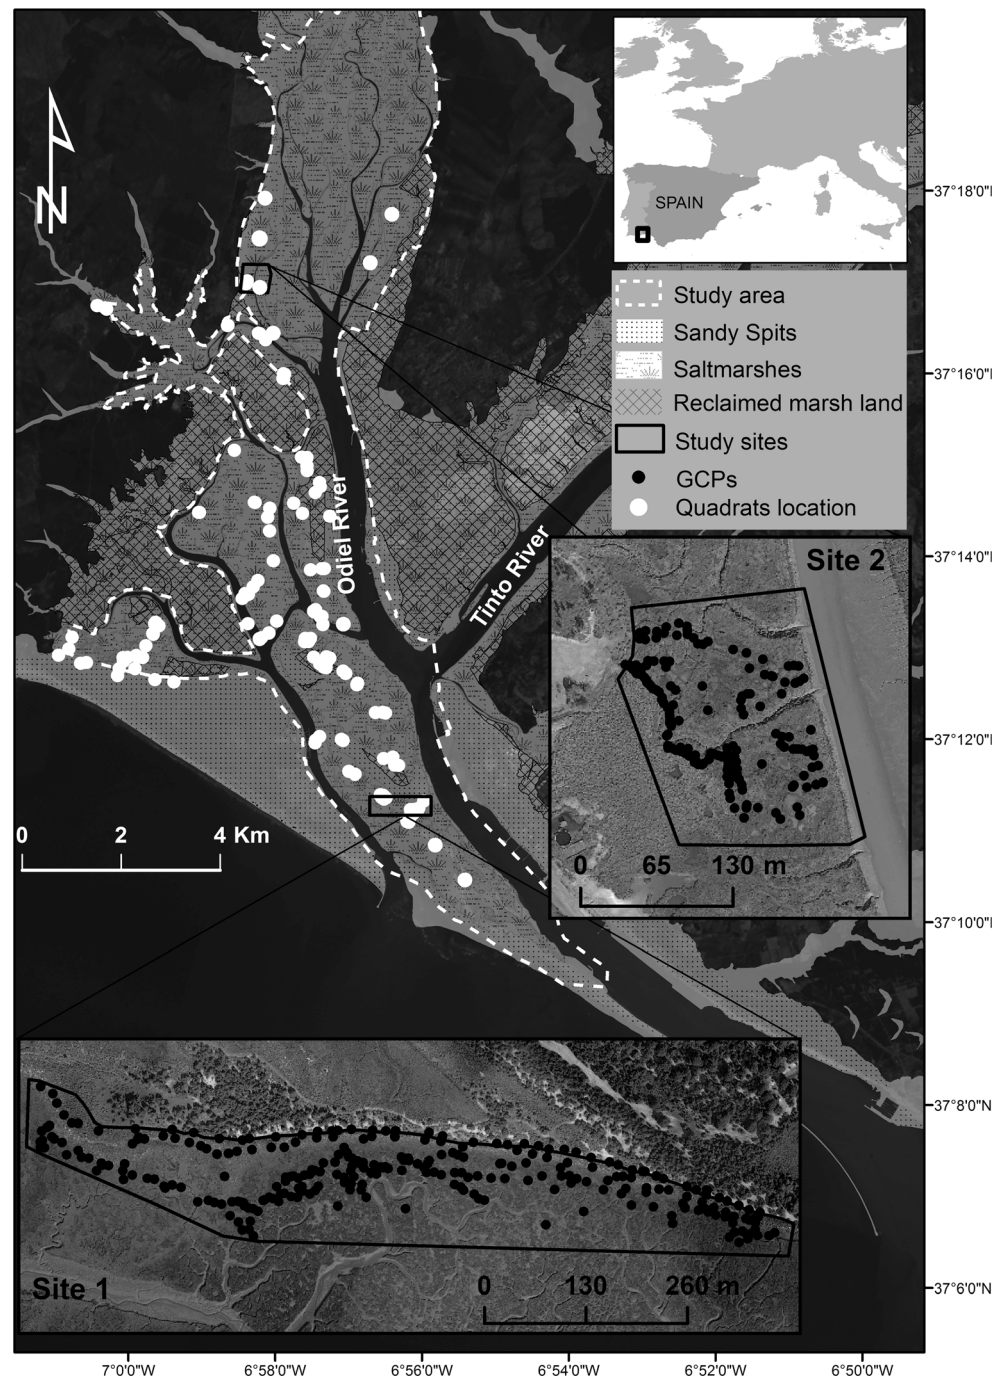 SPAIN
N
Study area
Sandy Spits
Saltmarshes
Reclaimed marsh land
Study sites
GCPs
Quadrats location
37°18'0"
37°16'0"
37°14'0"
37°12'0"
37°10'0"
37°8'0"N
37°6'0"N
Odiel River
Tinto River
Site 2
0 65 130 m
0 2 4 Km
Site 1
0 130 260 m
7°0'0"W 6°58'0"W 6°56'0"W 6°54'0"W 6°52'0"W 6°50'0"W